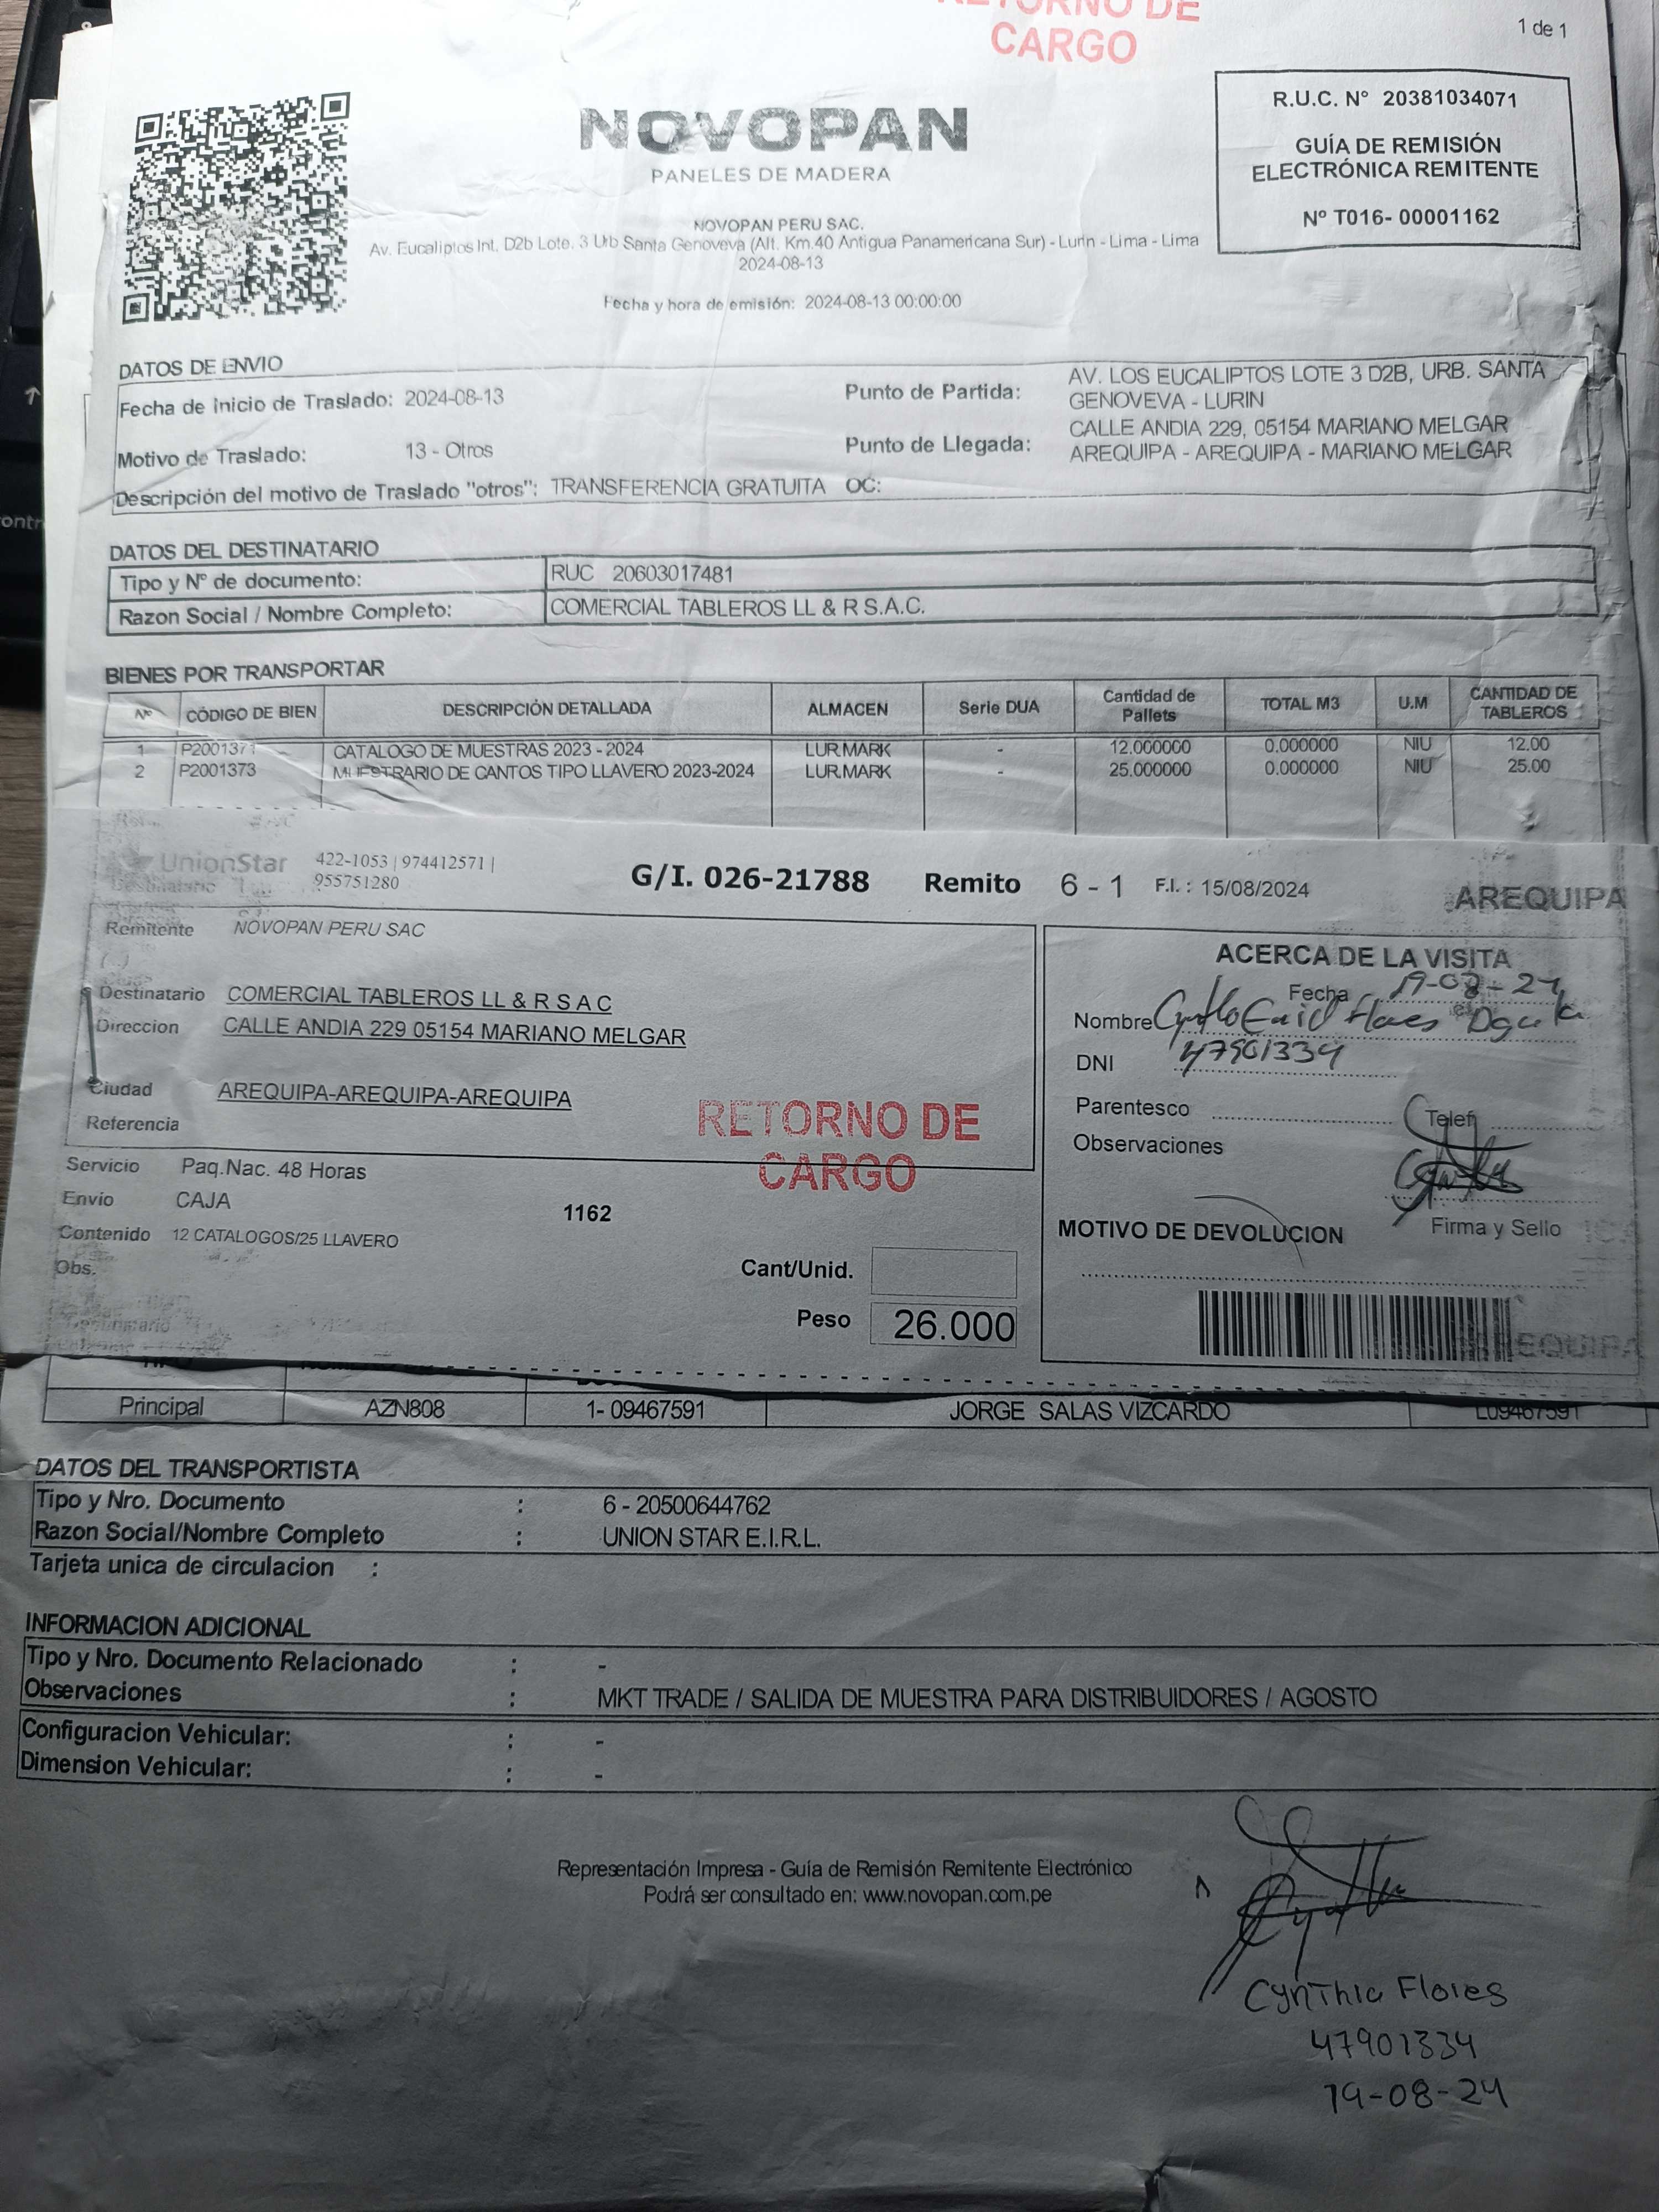 RETORNO DE
CARGO
1 de 1
NOVOPAN
PANELES DE MADERA
R.U.C. N° 20381034071
GUÍA DE REMISIÓN
ELECTRÓNICA REMITENTE
Nº T016- 00001162
NOVOPAN PERU SAC.
Av. Eucaliptos Int. D2b Lote. 3 Urb Santa Genoveva (Alt. Km.40 Antigua Panamericana Sur) - Lurin - Lima - Lima
2024-08-13
Fecha y hora de emisión: 2024-08-13 00:00:00
DATOS DE ENVIO
Fecha de Inicio de Traslado: 2024-08-13
Punto de Partida: AV. LOS EUCALIPTOS LOTE 3 D2B, URB. SANTA
GENOVEVA - LURIN
Motivo de Traslado: 13 - Otros
Punto de Llegada: CALLE ANDIA 229, 05154 MARIANO MELGAR
AREQUIPA - AREQUIPA - MARIANO MELGAR
Descripción del motivo de Traslado "otros": TRANSFERENCIA GRATUITA OC:
DATOS DEL DESTINATARIO
Tipo y Nº de documento: RUC 20603017481
Razon Social / Nombre Completo: COMERCIAL TABLEROS LL & R S.A.C.
BIENES POR TRANSPORTAR
Nº CÓDIGO DE BIEN DESCRIPCIÓN DETALLADA ALMACEN Serie DUA Cantidad de Pallets TOTAL M3 U.M CANTIDAD DE TABLEROS
1 P2001371 CATALOGO DE MUESTRAS 2023 - 2024 LUR.MARK - 12.000000 0.000000 NIU 12.00
2 P2001373 MUESTRARIO DE CANTOS TIPO LLAVERO 2023-2024 LUR.MARK - 25.000000 0.000000 NIU 25.00
UnionStar 422-1053 | 974412571 |
955751280
G/I. 026-21788 Remito 6 - 1 F.I. : 15/08/2024 AREQUIPA
Remitente NOVOPAN PERU SAC
Destinatario COMERCIAL TABLEROS LL & R S A C
Direccion CALLE ANDIA 229 05154 MARIANO MELGAR
Ciudad AREQUIPA-AREQUIPA-AREQUIPA
Referencia
RETORNO DE
CARGO
Servicio Paq.Nac. 48 Horas
Envio CAJA
1162
Contenido 12 CATALOGOS/25 LLAVERO
Obs.
Cant/Unid.
Peso 26.000
ACERCA DE LA VISITA
Fecha 19-08-24
Nombre Flores
DNI 47901334
Parentesco Telef
Observaciones
Firma y Sello
MOTIVO DE DEVOLUCION
AREQUIPA
Principal AZN808 1- 09467591 JORGE SALAS VIZCARDO L09467591
DATOS DEL TRANSPORTISTA
Tipo y Nro. Documento : 6 - 20500644762
Razon Social/Nombre Completo : UNION STAR E.I.R.L.
Tarjeta unica de circulacion :
INFORMACION ADICIONAL
Tipo y Nro. Documento Relacionado : -
Observaciones : MKT TRADE / SALIDA DE MUESTRA PARA DISTRIBUIDORES / AGOSTO
Configuracion Vehicular: : -
Dimension Vehicular: : -
Representación Impresa - Guía de Remisión Remitente Electrónico
Podrá ser consultado en: www.novopan.com.pe
Cynthia Flores
47901334
19-08-24